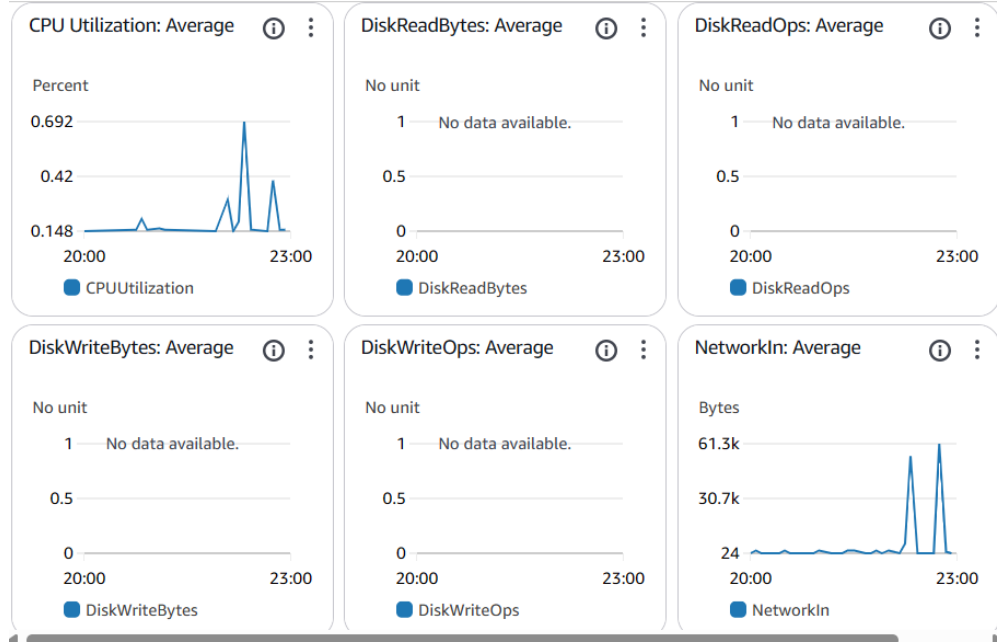 CPU Utilization: Average
Percent
0.692
0.42
0.148
20:00 23:00
CPUUtilization
DiskReadBytes: Average
No unit
1 No data available.
0.5
0
20:00 23:00
DiskReadBytes
DiskReadOps: Average
No unit
1 No data available.
0.5
0
20:00 23:00
DiskReadOps
DiskWriteBytes: Average
No unit
1 No data available.
0.5
0
20:00 23:00
DiskWriteBytes
DiskWriteOps: Average
No unit
1 No data available.
0.5
0
20:00 23:00
DiskWriteOps
NetworkIn: Average
Bytes
61.3k
30.7k
24
20:00 23:00
NetworkIn